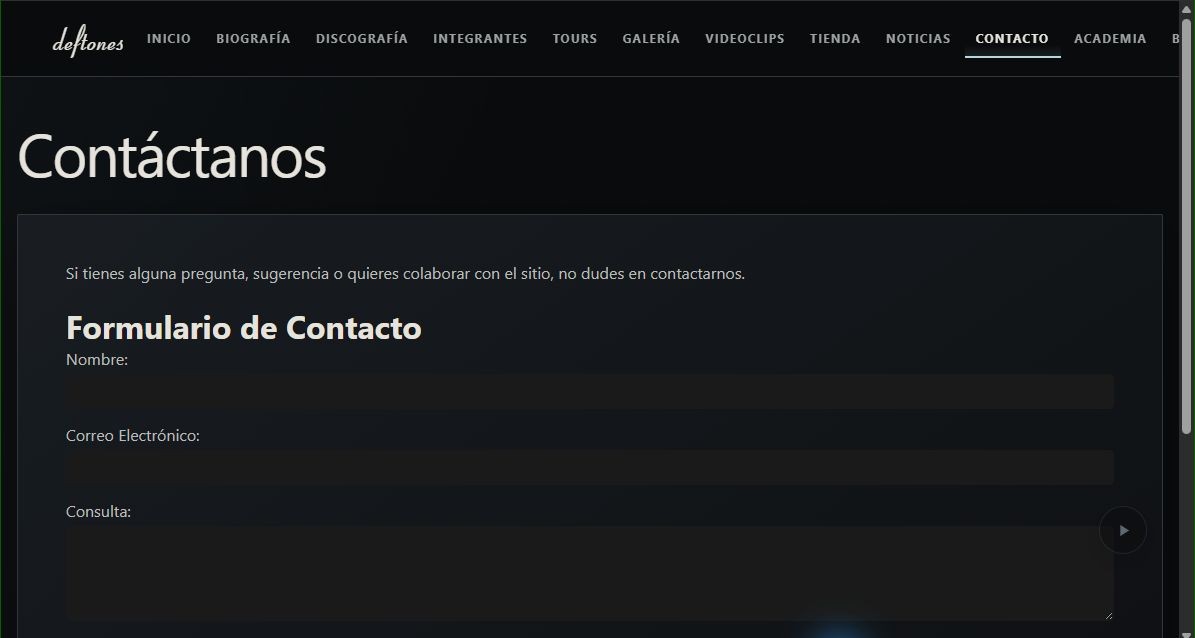 deftones INICIO BIOGRAFÍA DISCOGRAFÍA INTEGRANTES TOURS GALERÍA VIDEOCLIPS TIENDA NOTICIAS CONTACTO ACADEMIA
Contáctanos
Si tienes alguna pregunta, sugerencia o quieres colaborar con el sitio, no dudes en contactarnos.
Formulario de Contacto
Nombre:
Correo Electrónico:
Consulta: